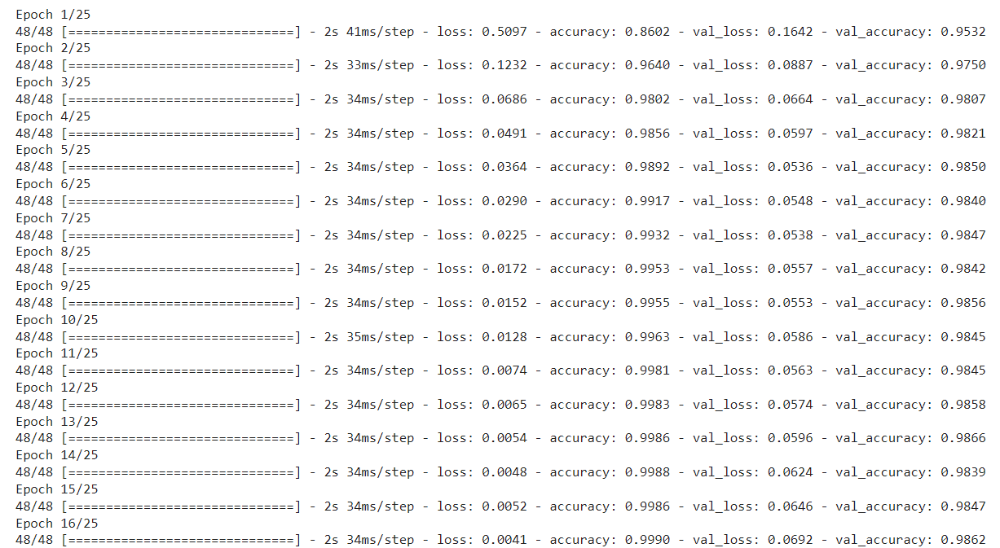 Epoch 1/25
48/48 [==============================] - 2s 41ms/step - loss: 0.5097 - accuracy: 0.8602 - val_loss: 0.1642 - val_accuracy: 0.9532
Epoch 2/25
48/48 [==============================] - 2s 33ms/step - loss: 0.1232 - accuracy: 0.9640 - val_loss: 0.0887 - val_accuracy: 0.9750
Epoch 3/25
48/48 [==============================] - 2s 34ms/step - loss: 0.0686 - accuracy: 0.9802 - val_loss: 0.0664 - val_accuracy: 0.9807
Epoch 4/25
48/48 [==============================] - 2s 34ms/step - loss: 0.0491 - accuracy: 0.9856 - val_loss: 0.0597 - val_accuracy: 0.9821
Epoch 5/25
48/48 [==============================] - 2s 34ms/step - loss: 0.0364 - accuracy: 0.9892 - val_loss: 0.0536 - val_accuracy: 0.9850
Epoch 6/25
48/48 [==============================] - 2s 34ms/step - loss: 0.0290 - accuracy: 0.9917 - val_loss: 0.0548 - val_accuracy: 0.9840
Epoch 7/25
48/48 [==============================] - 2s 34ms/step - loss: 0.0225 - accuracy: 0.9932 - val_loss: 0.0538 - val_accuracy: 0.9847
Epoch 8/25
48/48 [==============================] - 2s 34ms/step - loss: 0.0172 - accuracy: 0.9953 - val_loss: 0.0557 - val_accuracy: 0.9842
Epoch 9/25
48/48 [==============================] - 2s 34ms/step - loss: 0.0152 - accuracy: 0.9955 - val_loss: 0.0553 - val_accuracy: 0.9856
Epoch 10/25
48/48 [==============================] - 2s 35ms/step - loss: 0.0128 - accuracy: 0.9963 - val_loss: 0.0586 - val_accuracy: 0.9845
Epoch 11/25
48/48 [==============================] - 2s 34ms/step - loss: 0.0074 - accuracy: 0.9981 - val_loss: 0.0563 - val_accuracy: 0.9845
Epoch 12/25
48/48 [==============================] - 2s 34ms/step - loss: 0.0065 - accuracy: 0.9983 - val_loss: 0.0574 - val_accuracy: 0.9858
Epoch 13/25
48/48 [==============================] - 2s 34ms/step - loss: 0.0054 - accuracy: 0.9986 - val_loss: 0.0596 - val_accuracy: 0.9866
Epoch 14/25
48/48 [==============================] - 2s 34ms/step - loss: 0.0048 - accuracy: 0.9988 - val_loss: 0.0624 - val_accuracy: 0.9839
Epoch 15/25
48/48 [==============================] - 2s 34ms/step - loss: 0.0052 - accuracy: 0.9986 - val_loss: 0.0646 - val_accuracy: 0.9847
Epoch 16/25
48/48 [==============================] - 2s 34ms/step - loss: 0.0041 - accuracy: 0.9990 - val_loss: 0.0692 - val_accuracy: 0.9862